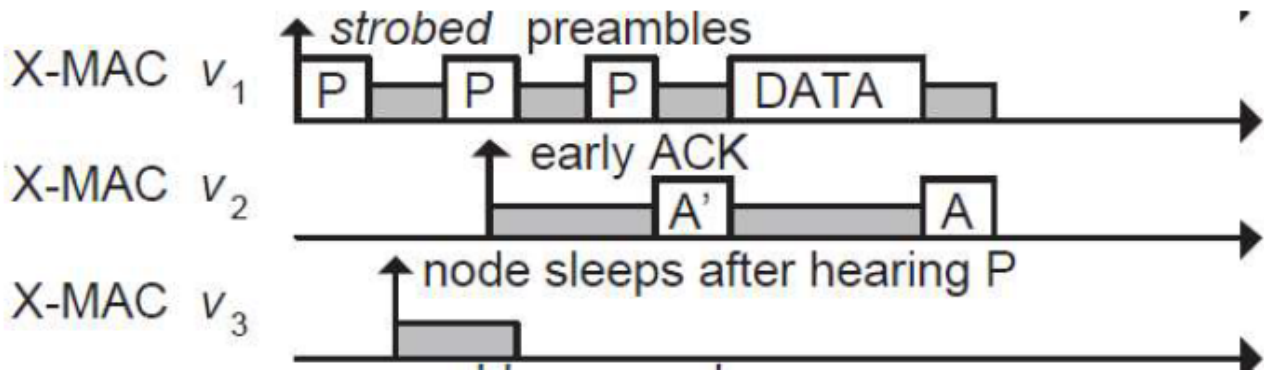 strobed preambles
X-MAC v1 P P P DATA
early ACK
X-MAC v2 A' A
node sleeps after hearing P
X-MAC v3